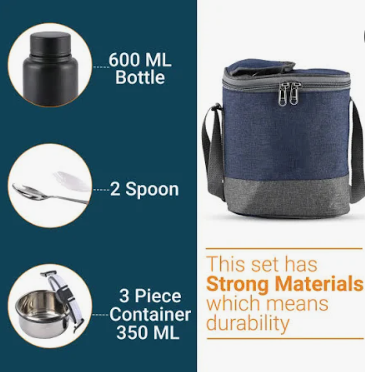 600 ML
Bottle
2 Spoon
3 Piece
Container
350 ML
This set has
Strong Materials
which means
durability